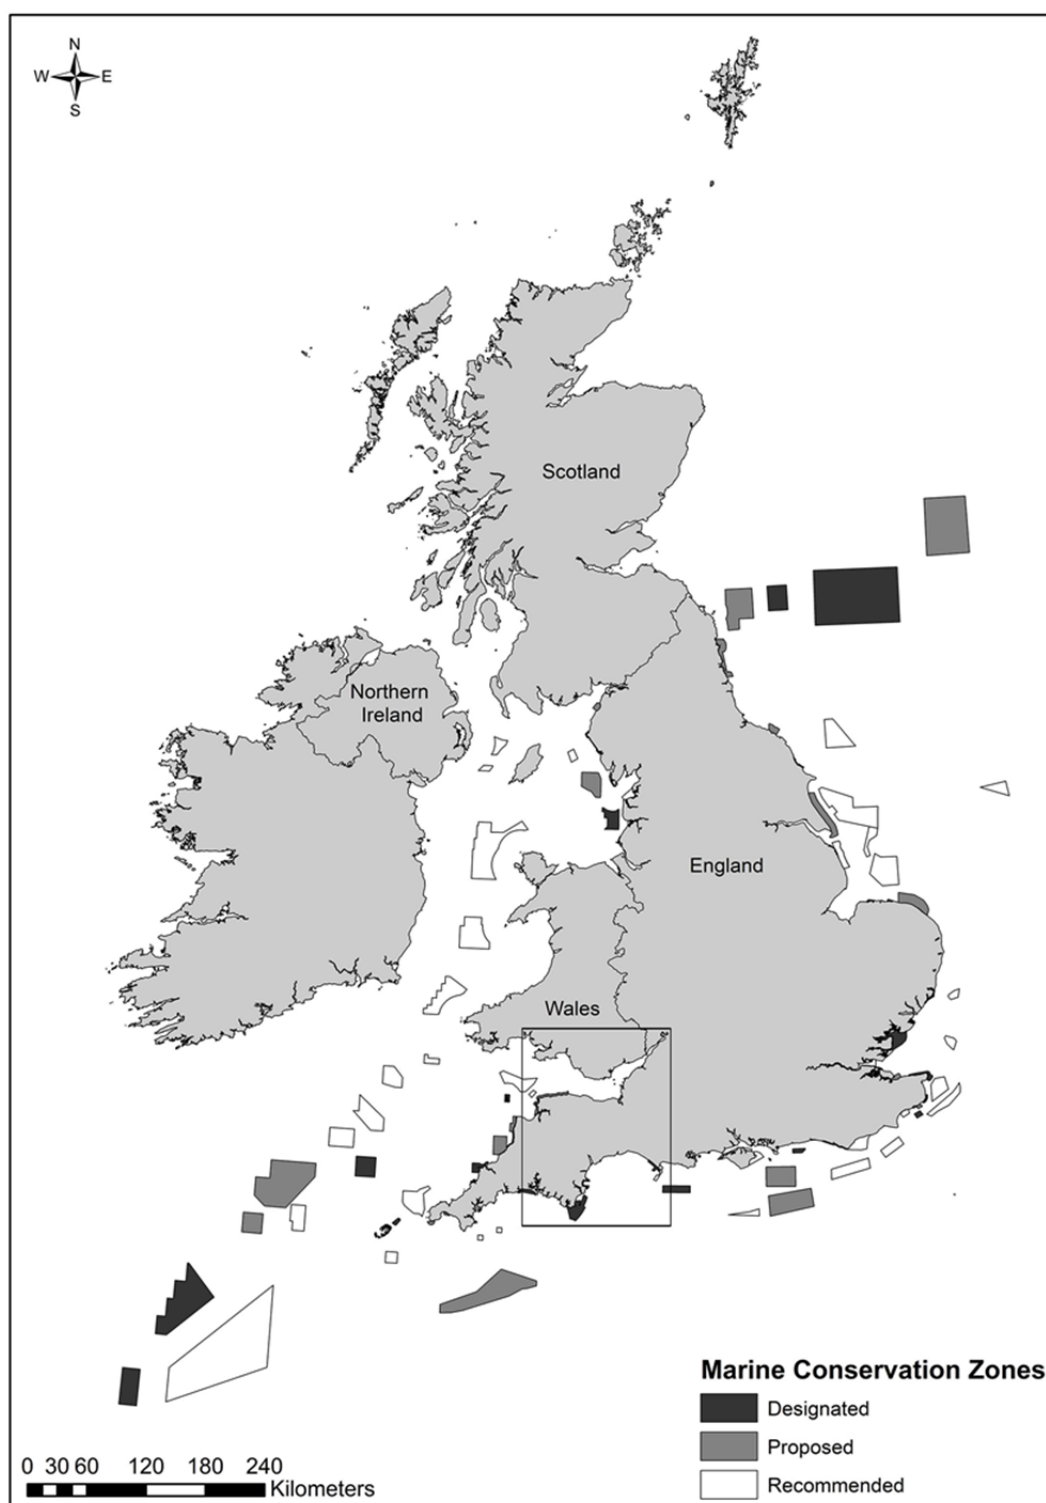 N
W E
S
Scotland
Northern
Ireland
England
Wales
Marine Conservation Zones
Designated
Proposed
Recommended
0 30 60 120 180 240
Kilometers